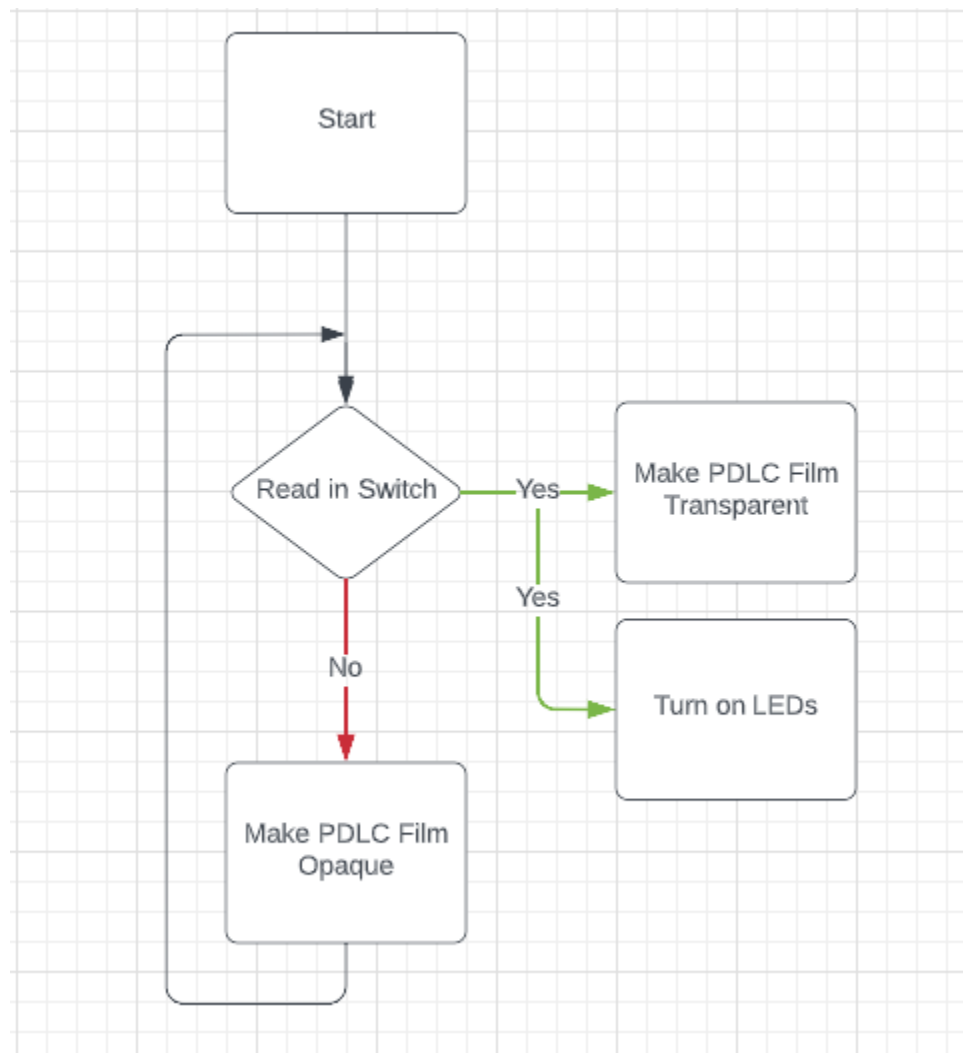 Start
Read in Switch
Yes
Make PDLC Film
Transparent
Yes
Turn on LEDs
No
Make PDLC Film
Opaque